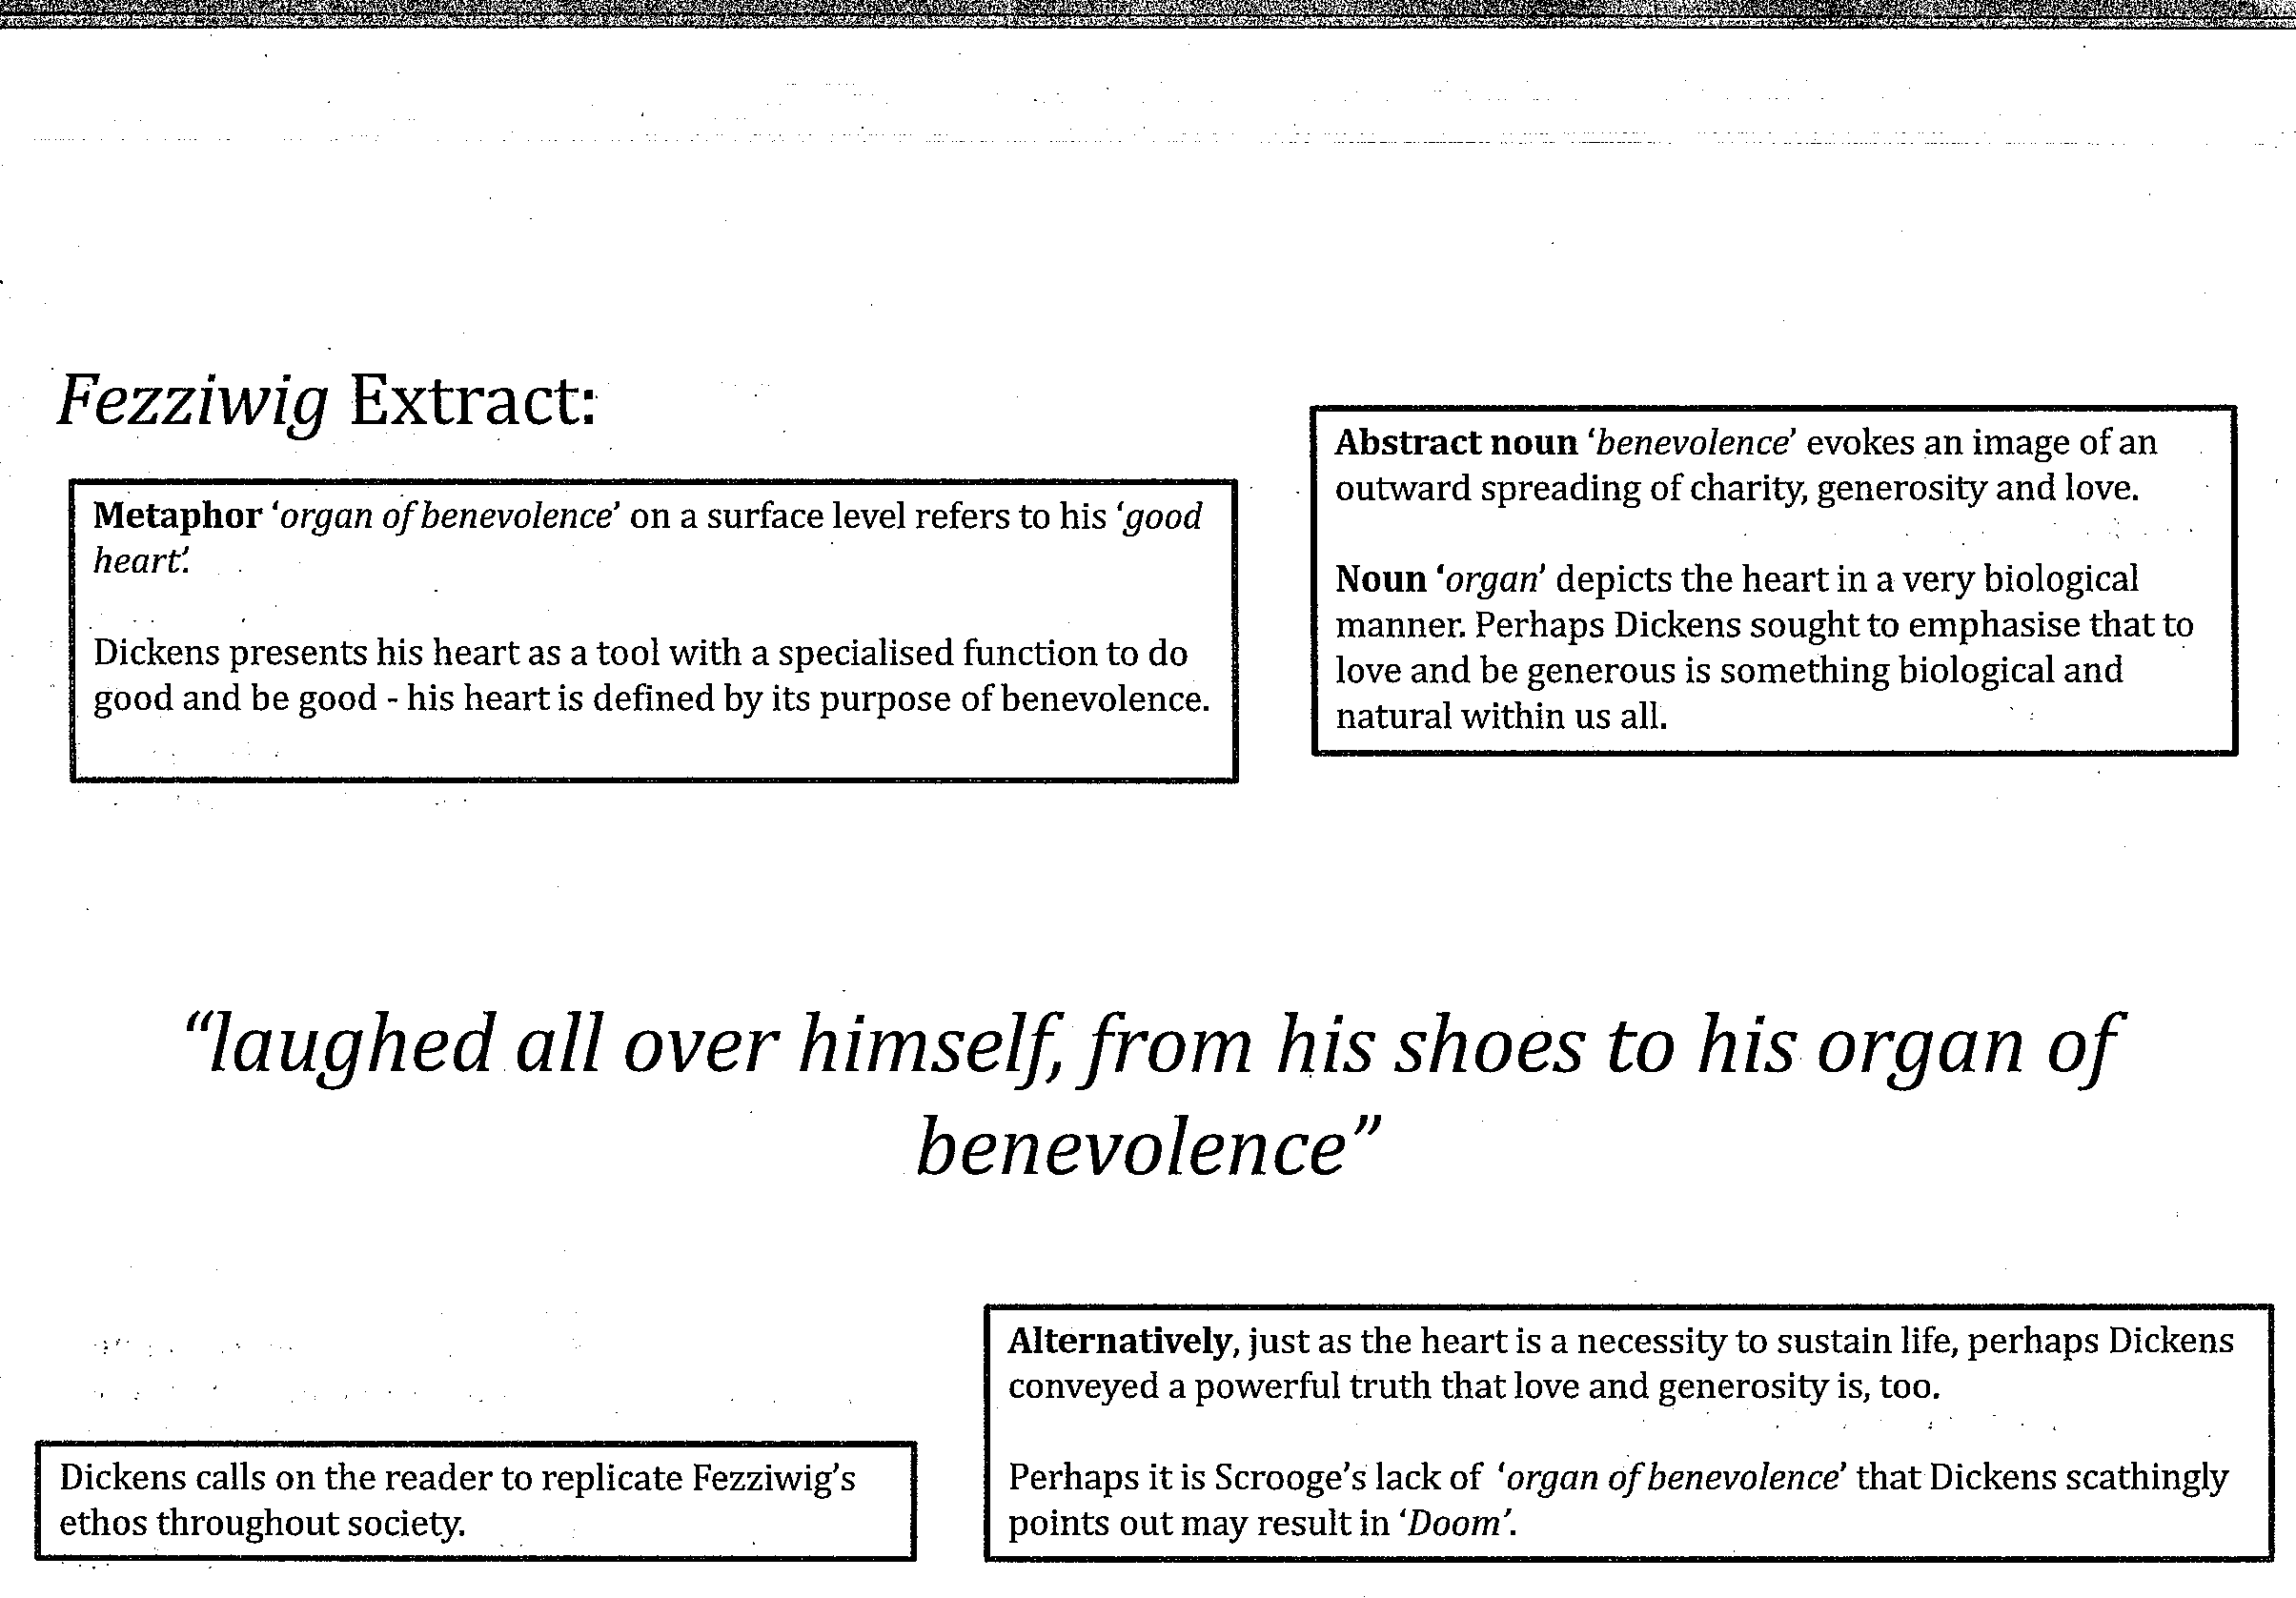 Fezziwig Extract:
Metaphor ‘organ of benevolence’ on a surface level refers to his ‘good
heart’.
Dickens presents his heart as a tool with a specialised function to do
good and be good - his heart is defined by its purpose of benevolence.
Abstract noun ‘benevolence’ evokes an image of an
outward spreading of charity, generosity and love.
Noun ‘organ’ depicts the heart in a very biological
manner. Perhaps Dickens sought to emphasise that to
love and be generous is something biological and
natural within us all.
“laughed all over himself, from his shoes to his organ of
benevolence”
Dickens calls on the reader to replicate Fezziwig’s
ethos throughout society.
Alternatively, just as the heart is a necessity to sustain life, perhaps Dickens
conveyed a powerful truth that love and generosity is, too.
Perhaps it is Scrooge’s lack of ‘organ of benevolence’ that Dickens scathingly
points out may result in ‘Doom’.